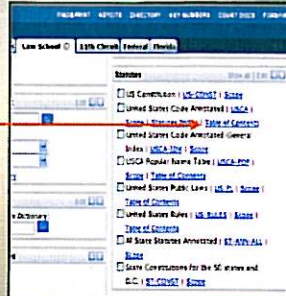 FIND&PRINT KEYCITE DIRECTORY KEY NUMBERS COURT DOCS
Law School 11th Circuit Federal Florida
Statutes
Edit
US Constitution | US-CONST | Scope
United States Code Annotated | USCA |
Scope | Table of Contents
United States Code Annotated General
Index | USCA-IDX | Scope
USCA Popular Name Table | USCA-POP |
Scope
United States Public Laws | US-PL | Scope |
Table of Contents
United States Rules | US-RULES | Scope |
Table of Contents
All State Statutes Annotated | ST-ANN-ALL |
Scope
State Constitutions for the 50 states and
D.C. | ST-CONST | Scope
Dictionary